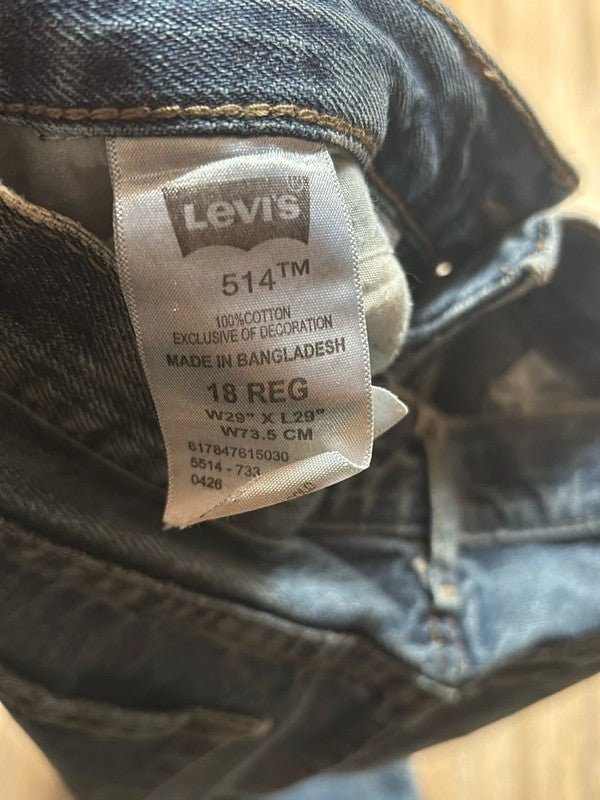 LEVI'S
514™
100%COTTON
EXCLUSIVE OF DECORATION
MADE IN BANGLADESH
18 REG
W29" X L29"
W73.5 CM
617847615030
5514 - 733
0426